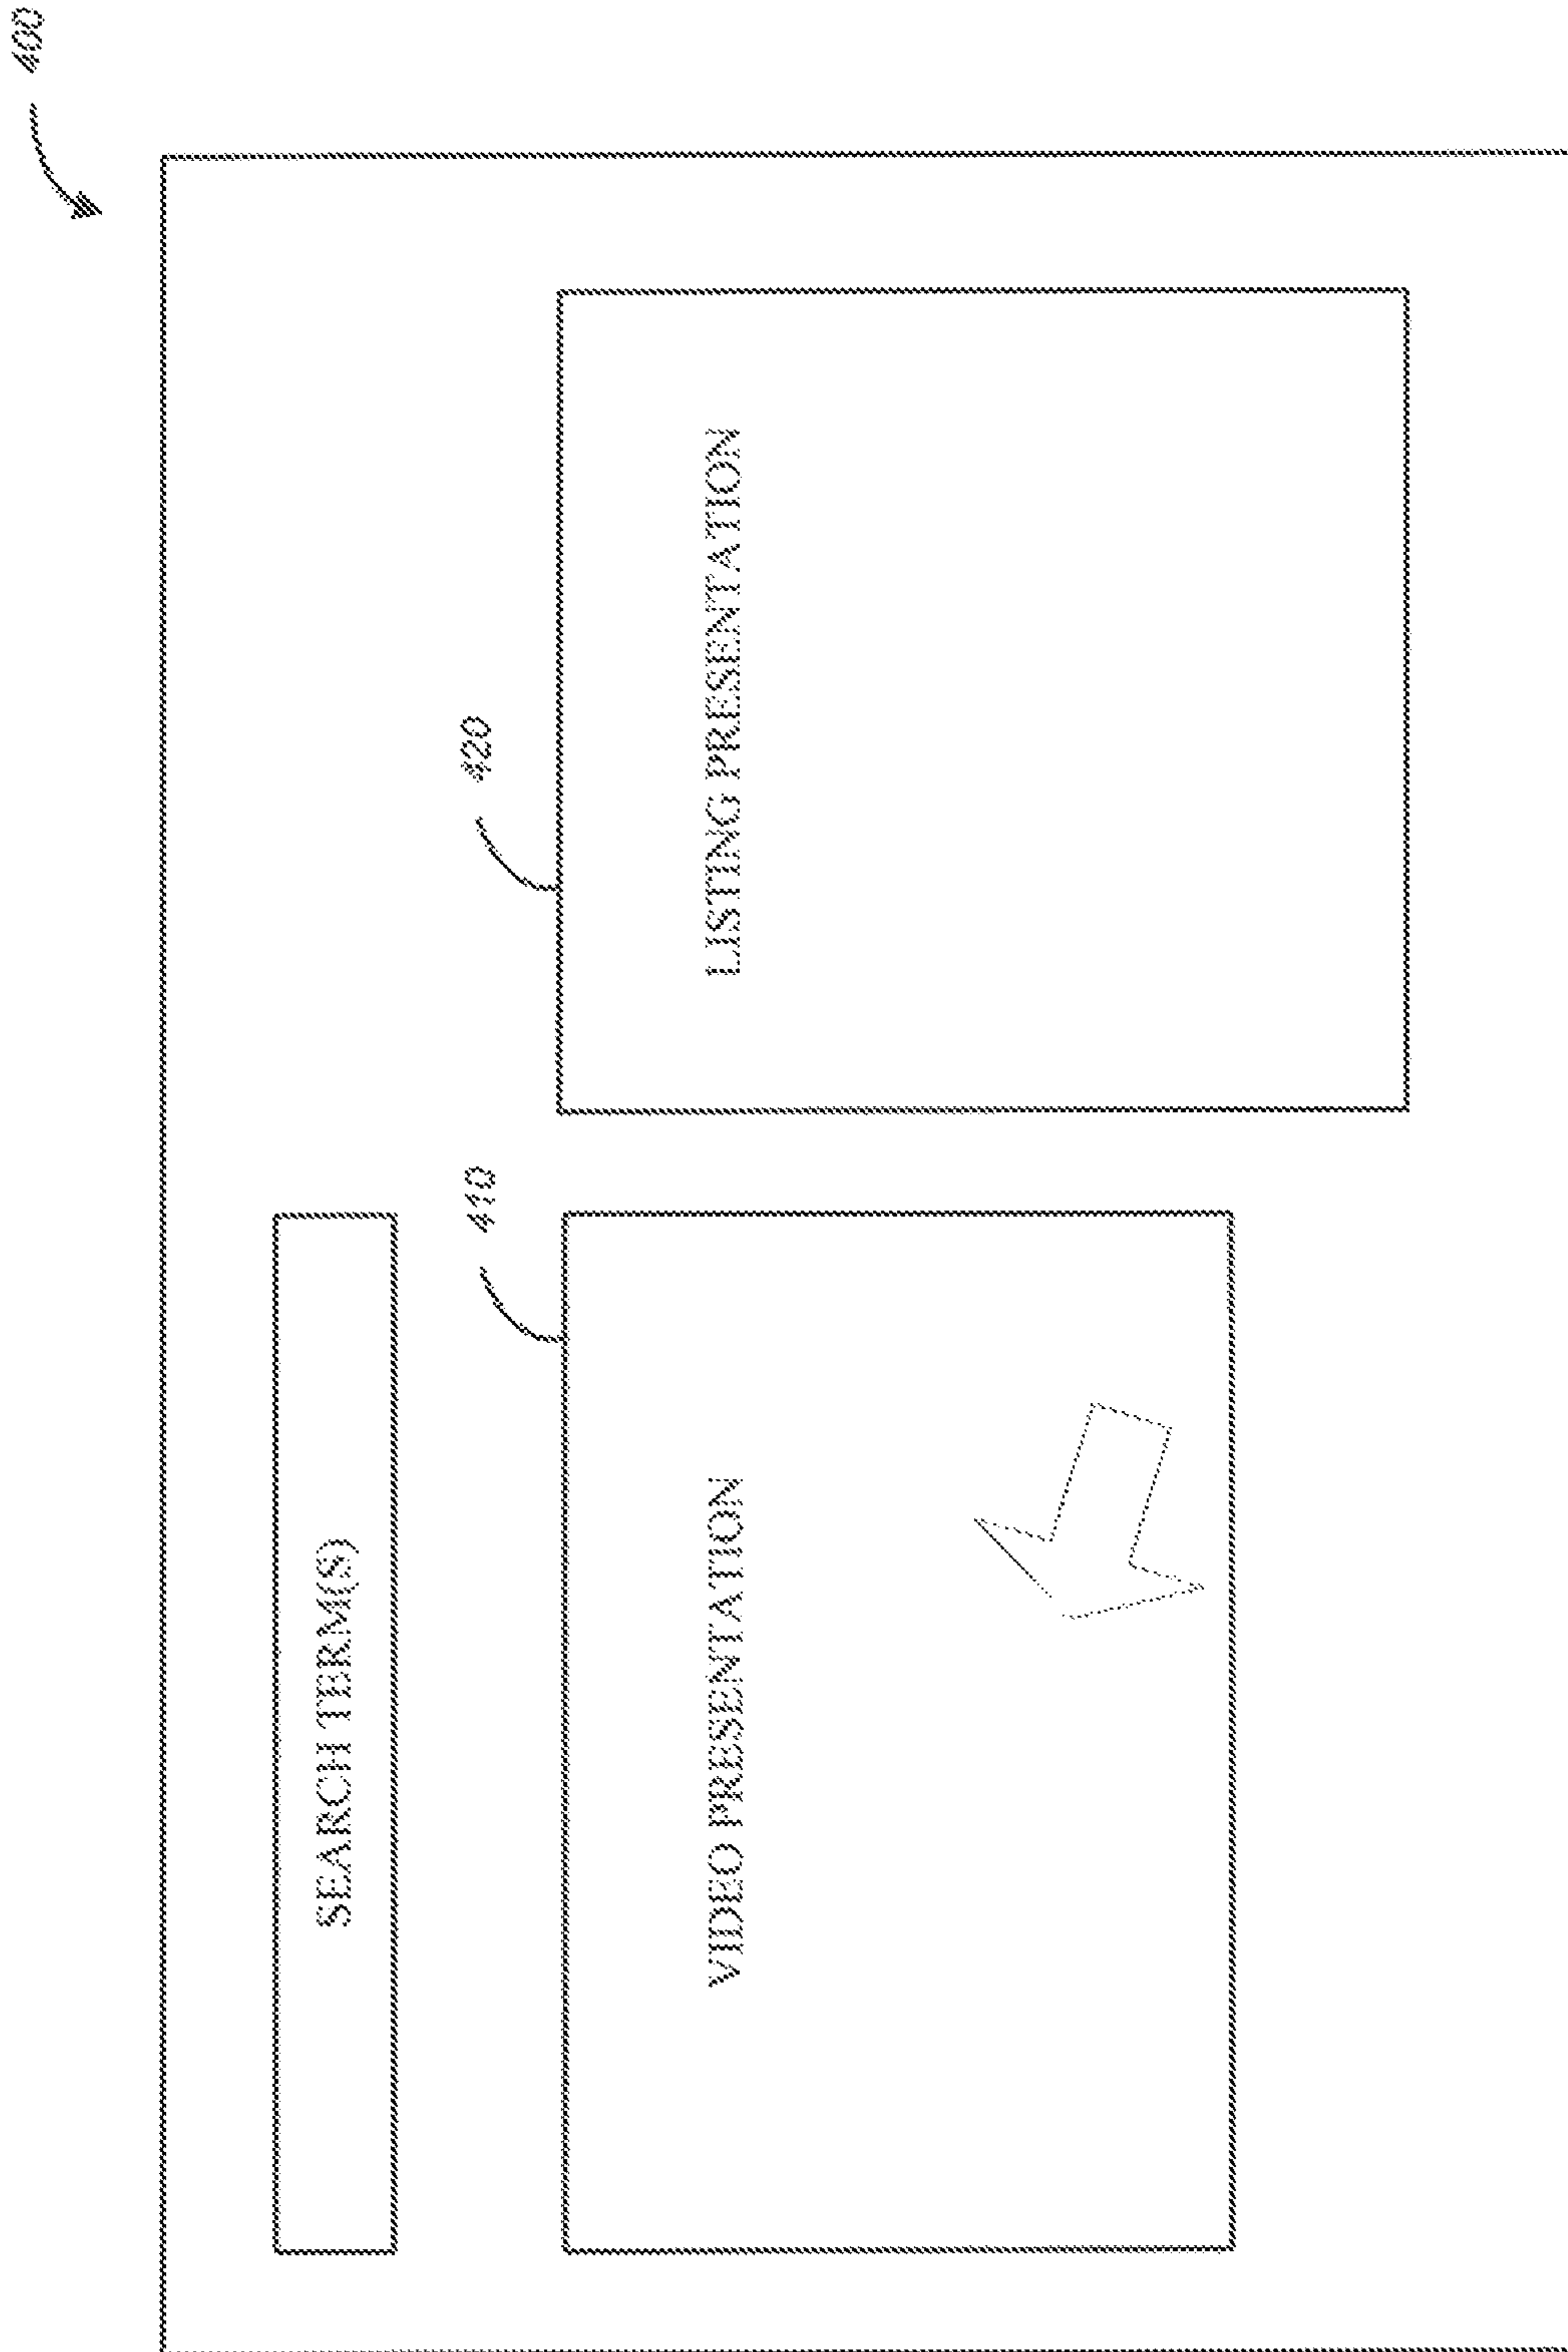 400
SEARCH TERM(S)
410
420
VIDEO PRESENTATION
LISTING PRESENTATION